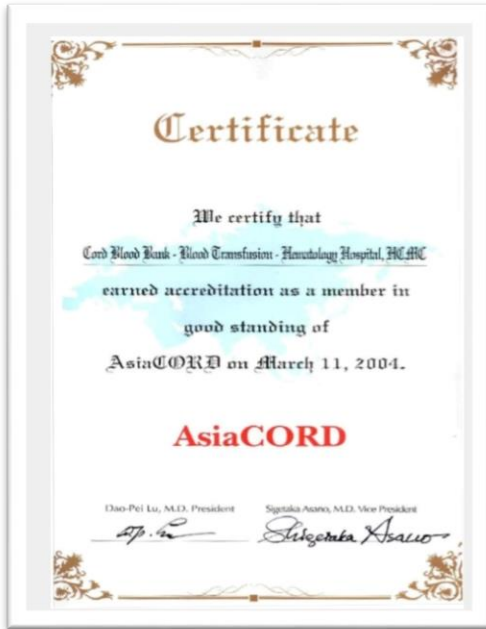 Certificate
We certify that
Cord Blood Bank - Blood Transfusion - Hematology Hospital, HCMC
earned accreditation as a member in
good standing of
AsiaCORD on March 11, 2004.
AsiaCORD
Dao-Pei Lu, M.D. President
Sigetaka Asano, M.D. Vice President
Shigetaka Asano